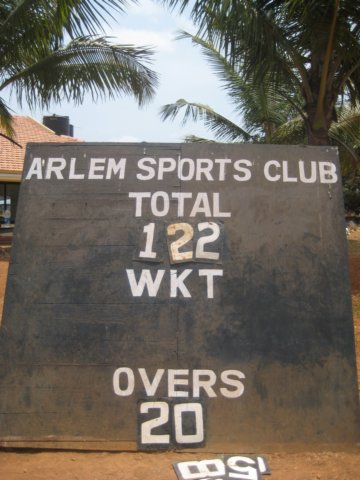 ARLEM SPORTS CLUB
TOTAL
122
WKT
OVERS
20